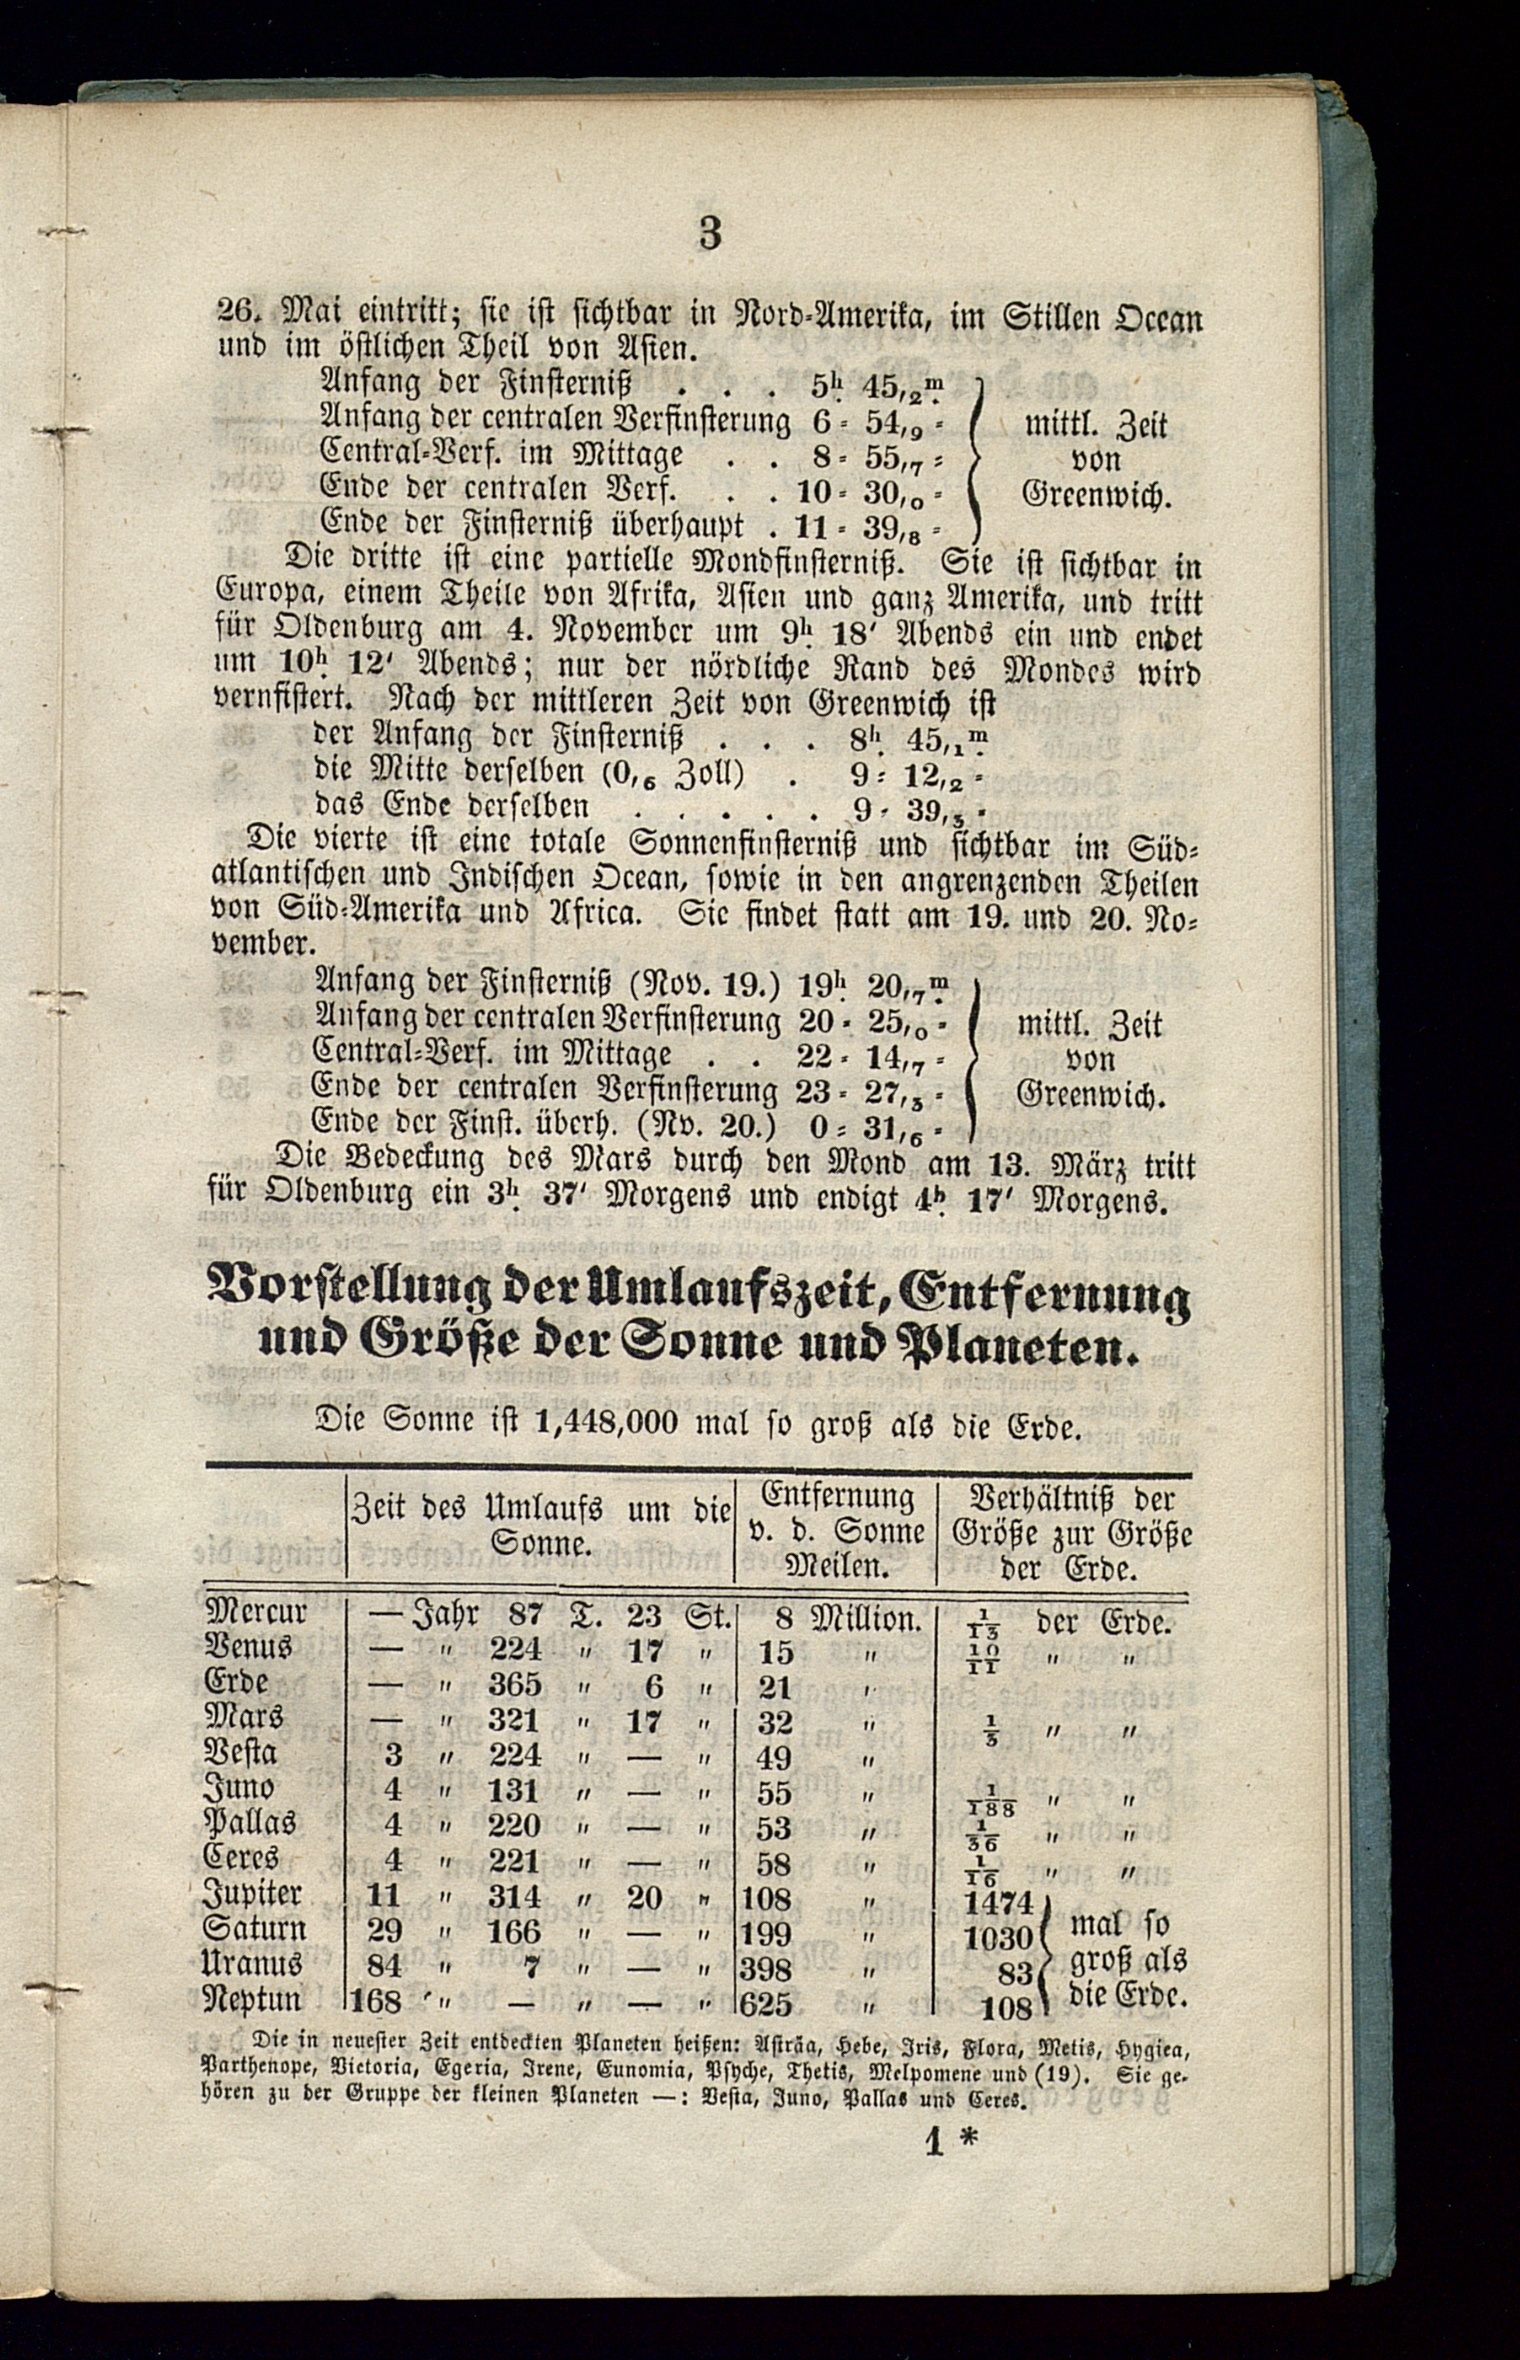 3
26. Mai eintritt; sie ist sichtbar in Nord-Amerika, im Stillen Ocean
und im östlichen Theil von Asien.
Anfang der Finsterniß . . . 5h. 45,2m.
Anfang der centralen Verfinsterung 6 = 54,9 =
Central-Verf. im Mittage . . 8 = 55,7 =
Ende der centralen Verf. . . 10 = 30,0 =
Ende der Finsterniß überhaupt . 11 = 39,8 =
mittl. Zeit
von
Greenwich.
Die dritte ist eine partielle Mondfinsterniß. Sie ist sichtbar in
Europa, einem Theile von Afrika, Asien und ganz Amerika, und tritt
für Oldenburg am 4. November um 9h. 18' Abends ein und endet
um 10h. 12' Abends; nur der nördliche Rand des Mondes wird
vernfistert. Nach der mittleren Zeit von Greenwich ist
der Anfang der Finsterniß . . . 8h. 45,1m.
die Mitte derselben (0,6 Zoll) . 9 = 12,2 =
das Ende derselben . . . . . 9 = 39,3 =
Die vierte ist eine totale Sonnenfinsterniß und sichtbar im Süd-
atlantischen und Indischen Ocean, sowie in den angrenzenden Theilen
von Süd-Amerika und Africa. Sie findet statt am 19. und 20. No-
vember.
Anfang der Finsterniß (Nov. 19.) 19h. 20,7m.
Anfang der centralen Verfinsterung 20 = 25,0 =
Central-Verf. im Mittage . . 22 = 14,7 =
Ende der centralen Verfinsterung 23 = 27,3 =
Ende der Finst. überh. (Nv. 20.) 0 = 31,6 =
mittl. Zeit
von
Greenwich.
Die Bedeckung des Mars durch den Mond am 13. März tritt
für Oldenburg ein 3h. 37' Morgens und endigt 4h. 17' Morgens.
Vorstellung der Umlaufszeit, Entfernung
und Größe der Sonne und Planeten.
Die Sonne ist 1,448,000 mal so groß als die Erde.
Zeit des Umlaufs um die
Sonne.
Entfernung
v. d. Sonne
Meilen.
Verhältniß der
Größe zur Größe
der Erde.
Mercur — Jahr 87 T. 23 St. 8 Million. 1/13 der Erde.
Venus — " 224 " 17 " 15 " 10/11 " "
Erde — " 365 " 6 " 21 "
Mars — " 321 " 17 " 32 " 1/3 " "
Vesta 3 " 224 " — " 49 "
Juno 4 " 131 " — " 55 " 1/188 " "
Pallas 4 " 220 " — " 53 " 1/36 " "
Ceres 4 " 221 " — " 58 " 1/16 " "
Jupiter 11 " 314 " 20 " 108 " 1474
Saturn 29 " 166 " — " 199 " 1030
Uranus 84 " 7 " — " 398 " 83
Neptun 168 " — " — " 625 " 108
mal so
groß als
die Erde.
Die in neuester Zeit entdeckten Planeten heißen: Asträa, Hebe, Iris, Flora, Metis, Hygiea,
Parthenope, Victoria, Egeria, Irene, Eunomia, Psyche, Thetis, Melpomene und (19). Sie ge-
hören zu der Gruppe der kleinen Planeten —: Vesta, Juno, Pallas und Ceres.
1 *